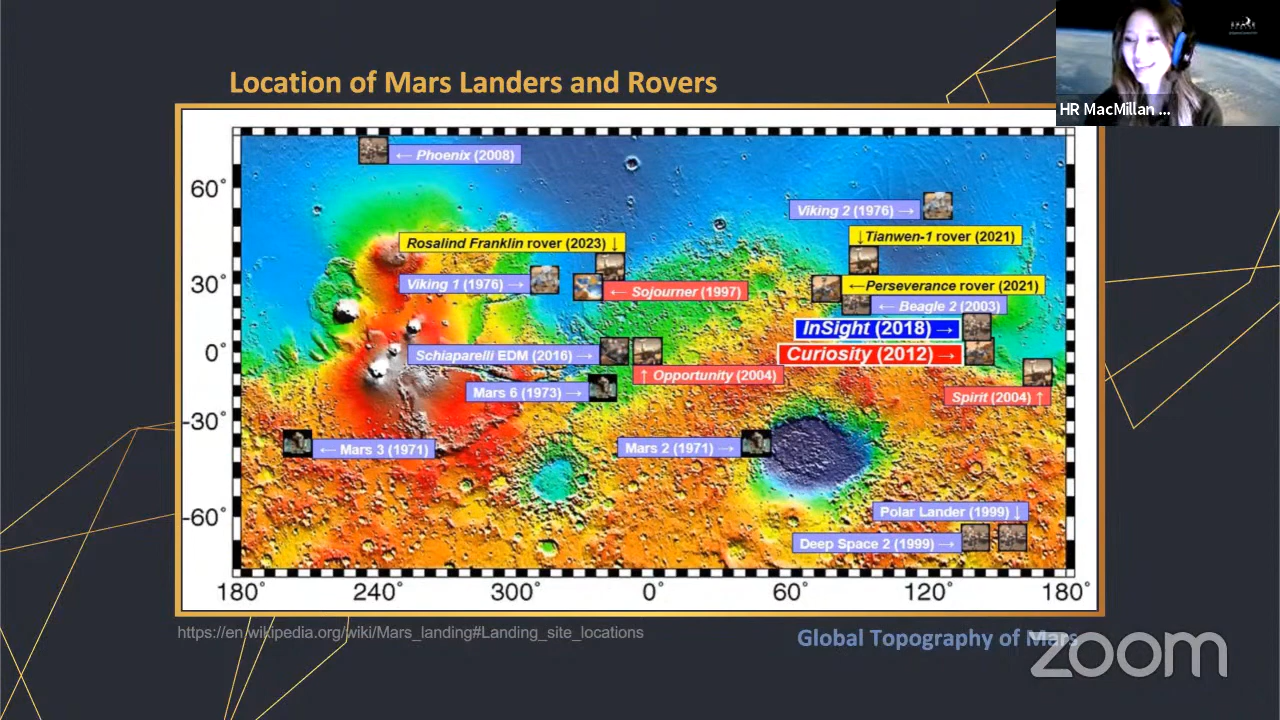 Location of Mars Landers and Rovers
HR MacMillan ...
← Phoenix (2008)
60°
Viking 2 (1976) →
Rosalind Franklin rover (2023) ↓
↓Tianwen-1 rover (2021)
30°
Viking 1 (1976) →
← Sojourner (1997)
←Perseverance rover (2021)
← Beagle 2 (2003)
InSight (2018) →
0°
Schiaparelli EDM (2016) →
Curiosity (2012) →
↑ Opportunity (2004)
Mars 6 (1973) →
Spirit (2004) ↑
-30°
← Mars 3 (1971)
Mars 2 (1971) →
-60°
Polar Lander (1999) ↓
Deep Space 2 (1999) →
180° 240° 300° 0° 60° 120° 180°
https://en.wikipedia.org/wiki/Mars_landing#Landing_site_locations
Global Topography of Mars
zoom